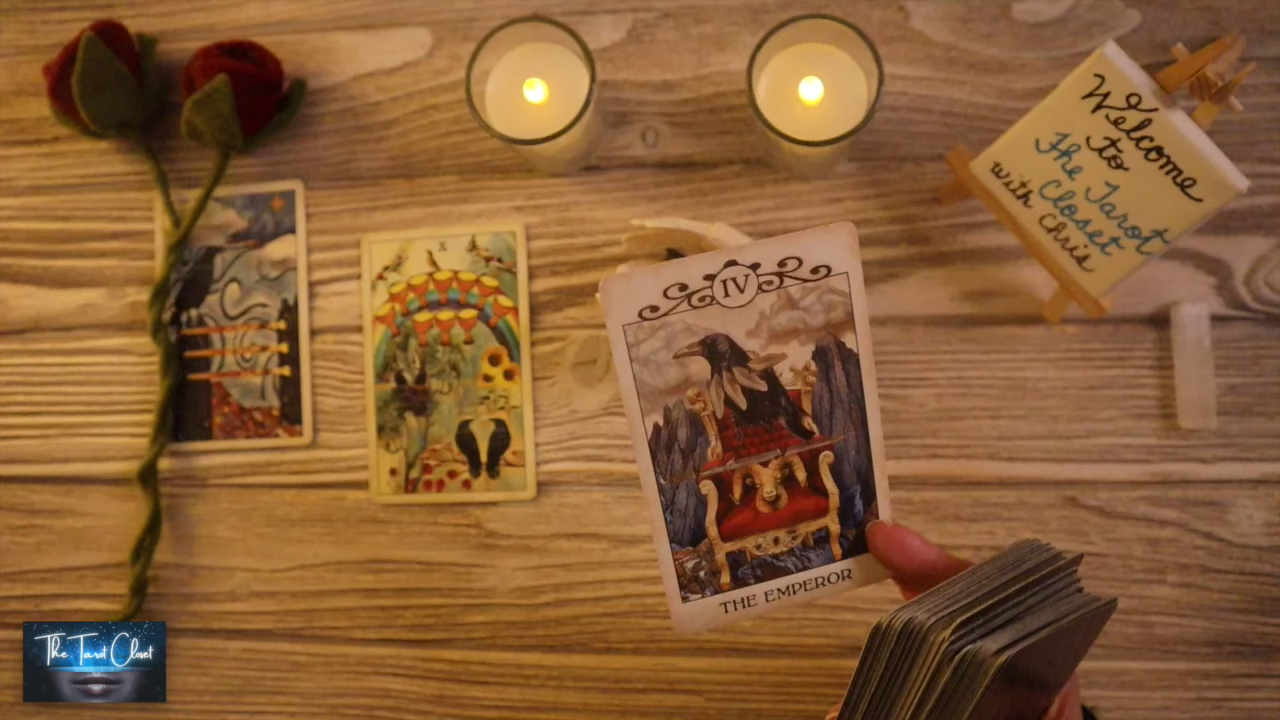 Welcome
to
The Tarot
Closet
with Chris
X
IV
THE EMPEROR
The Tarot Closet